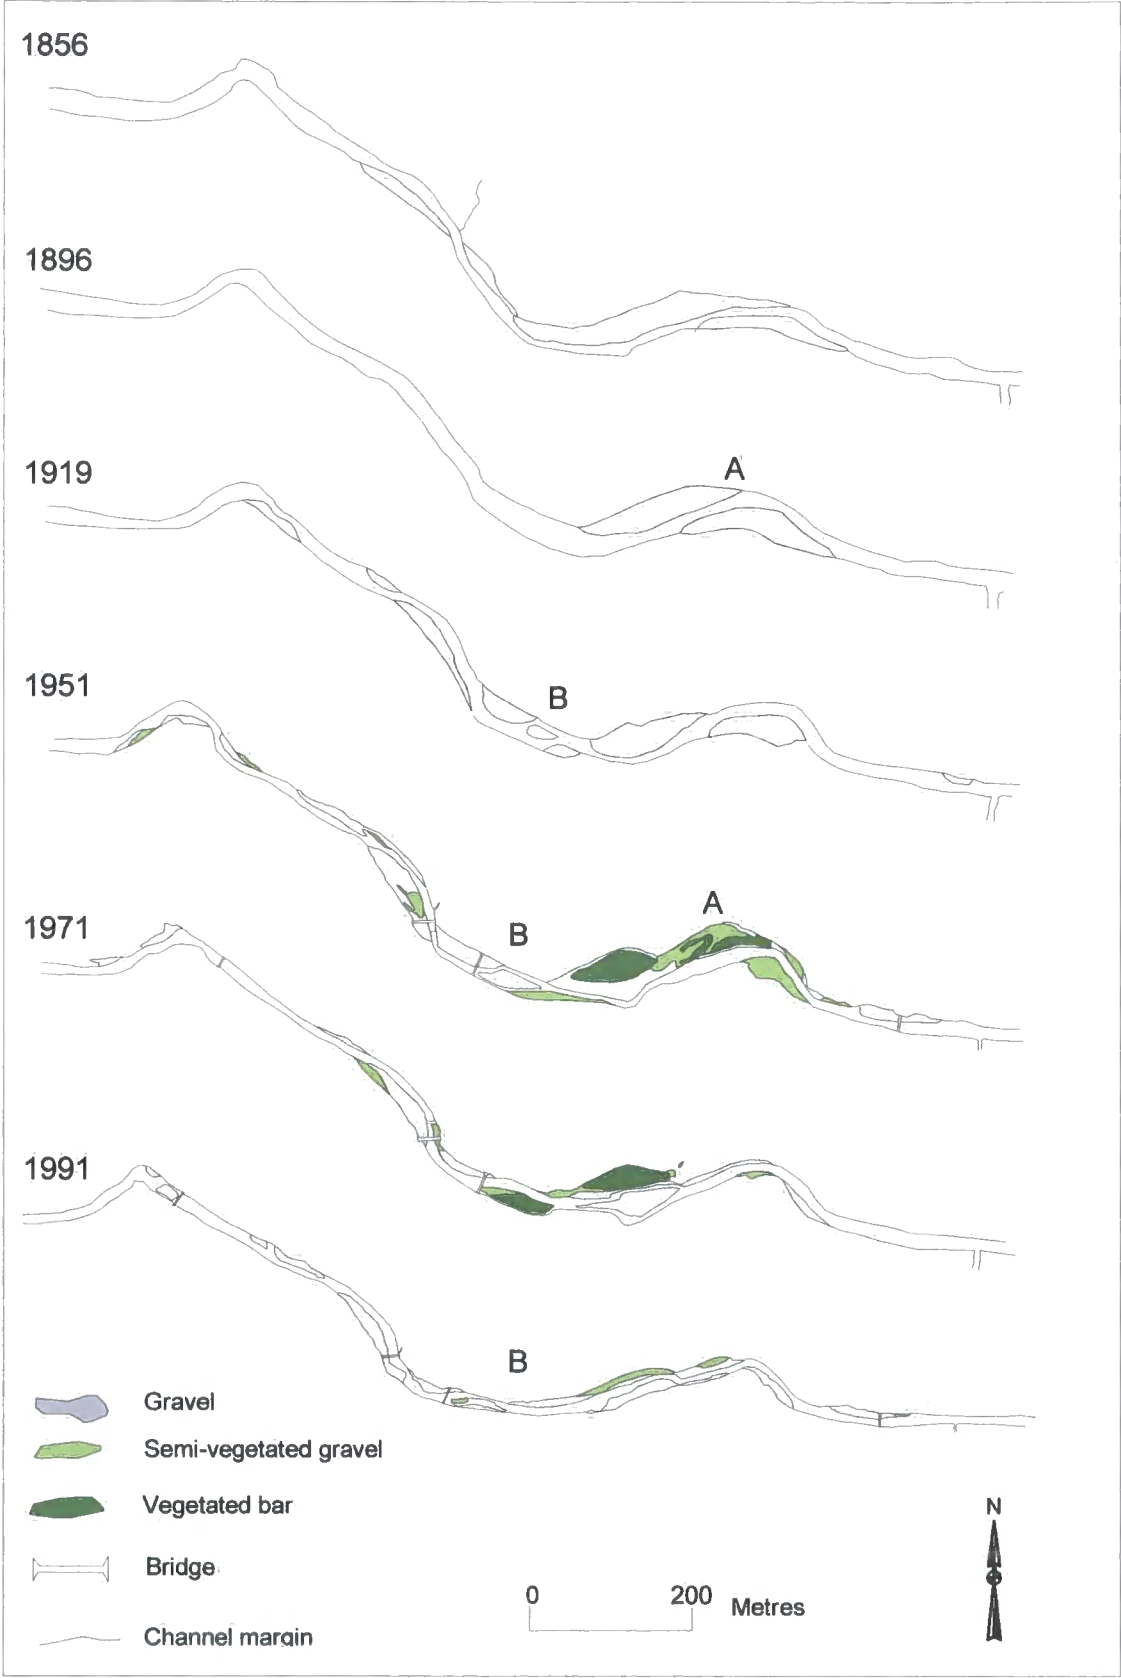 1856
1896
A
1919
B
1951
A
B
1971
1991
B
Gravel
Semi-vegetated gravel
Vegetated bar
Bridge
Channel margin
0 200 Metres
N